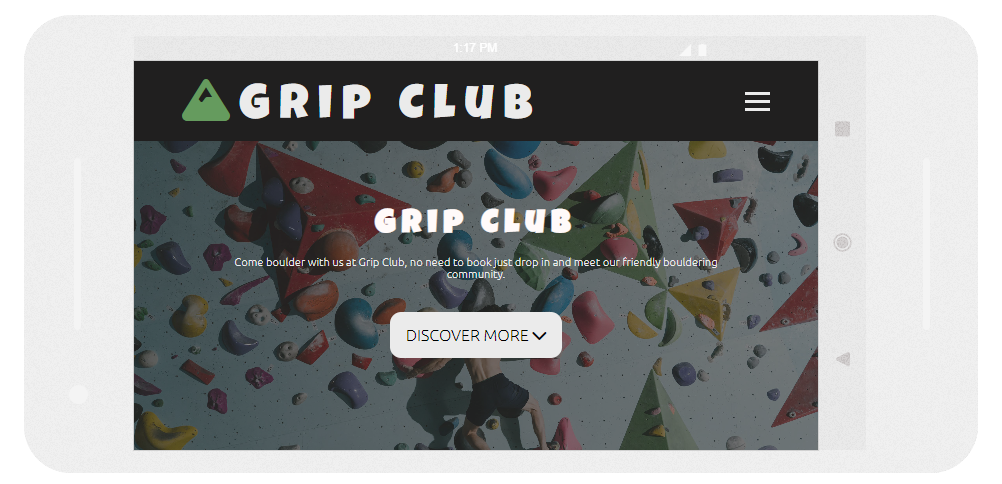 1:17 PM
GRIP CLUB
GRIP CLUB
Come boulder with us at Grip Club, no need to book just drop in and meet our friendly bouldering
community.
DISCOVER MORE